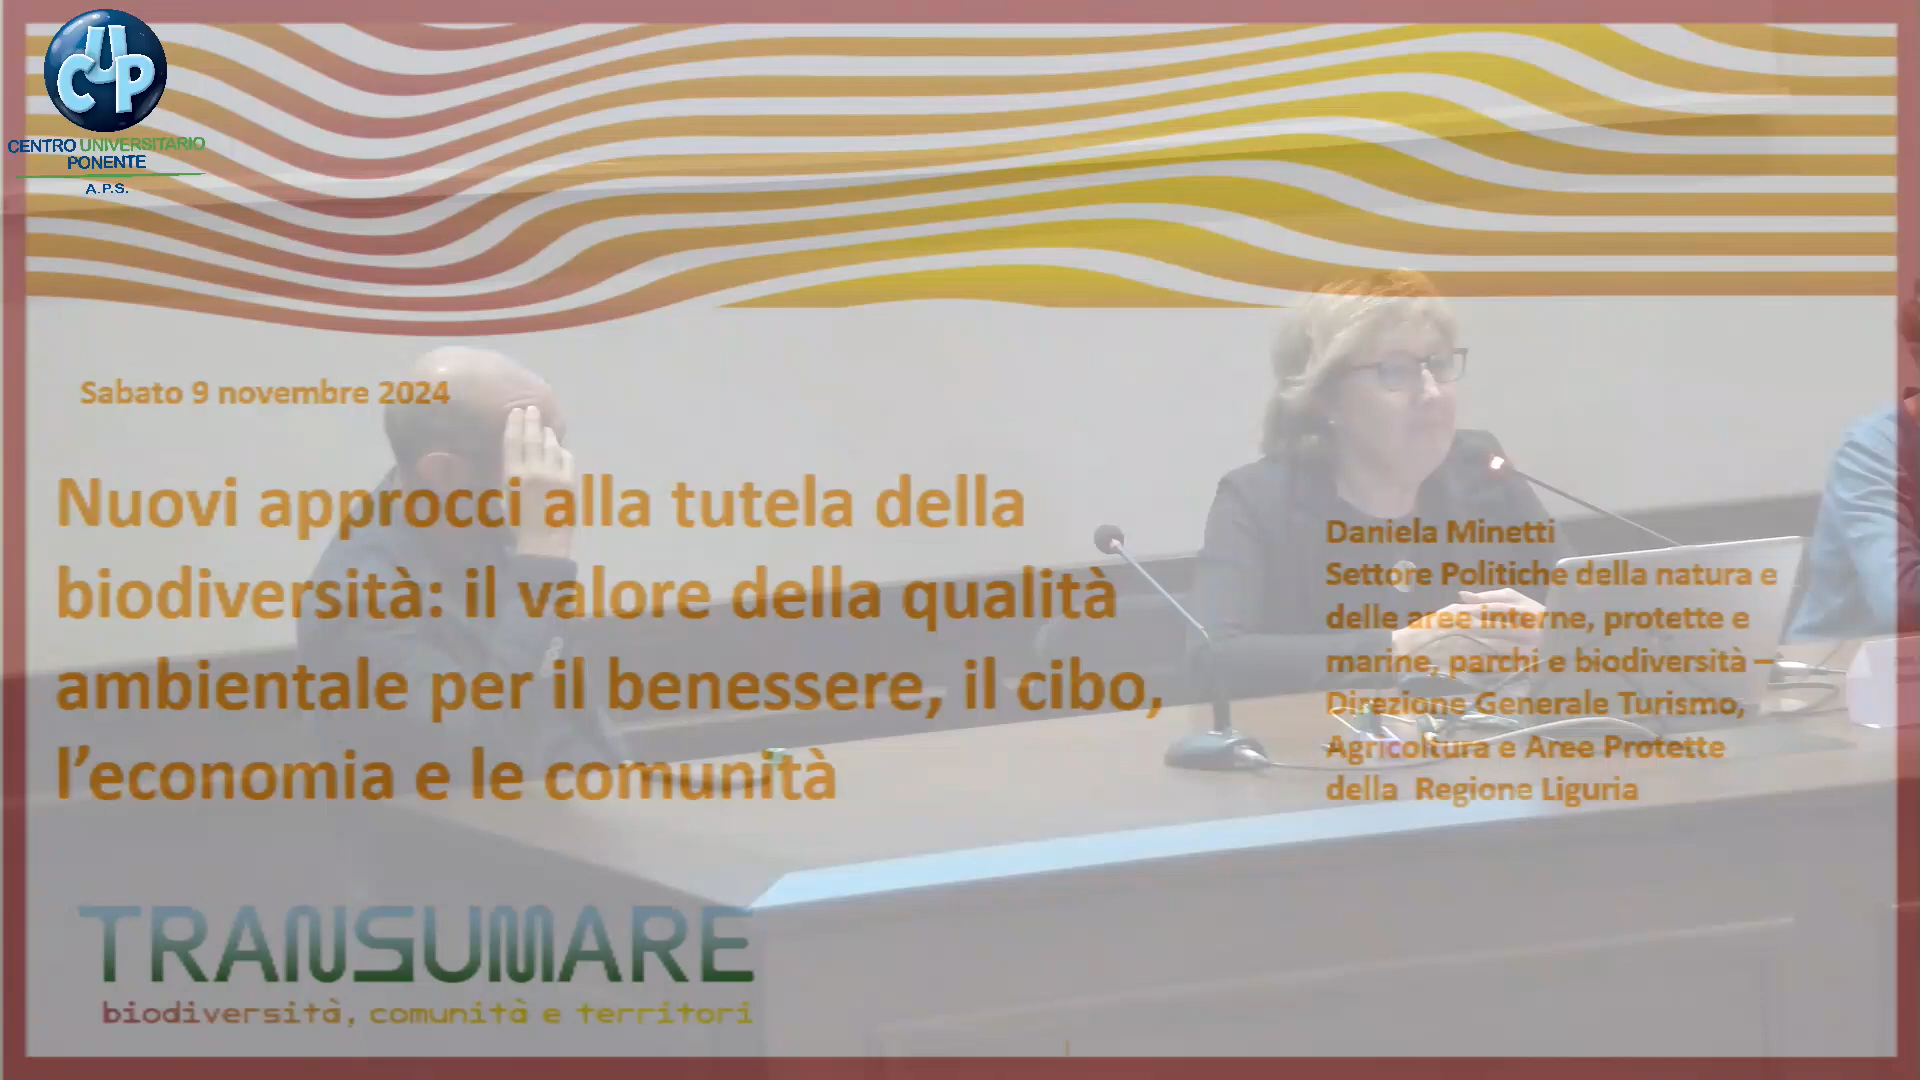 CUP
CENTRO UNIVERSITARIO
PONENTE
A.P.S.
Sabato 9 novembre 2024
Nuovi approcci alla tutela della
biodiversità: il valore della qualità
ambientale per il benessere, il cibo,
l'economia e le comunità
Daniela Minetti
Settore Politiche della natura e
delle aree interne, protette e
marine, parchi e biodiversità –
Direzione Generale Turismo,
Agricoltura e Aree Protette
della Regione Liguria
TRANSUMARE
biodiversità, comunità e territori